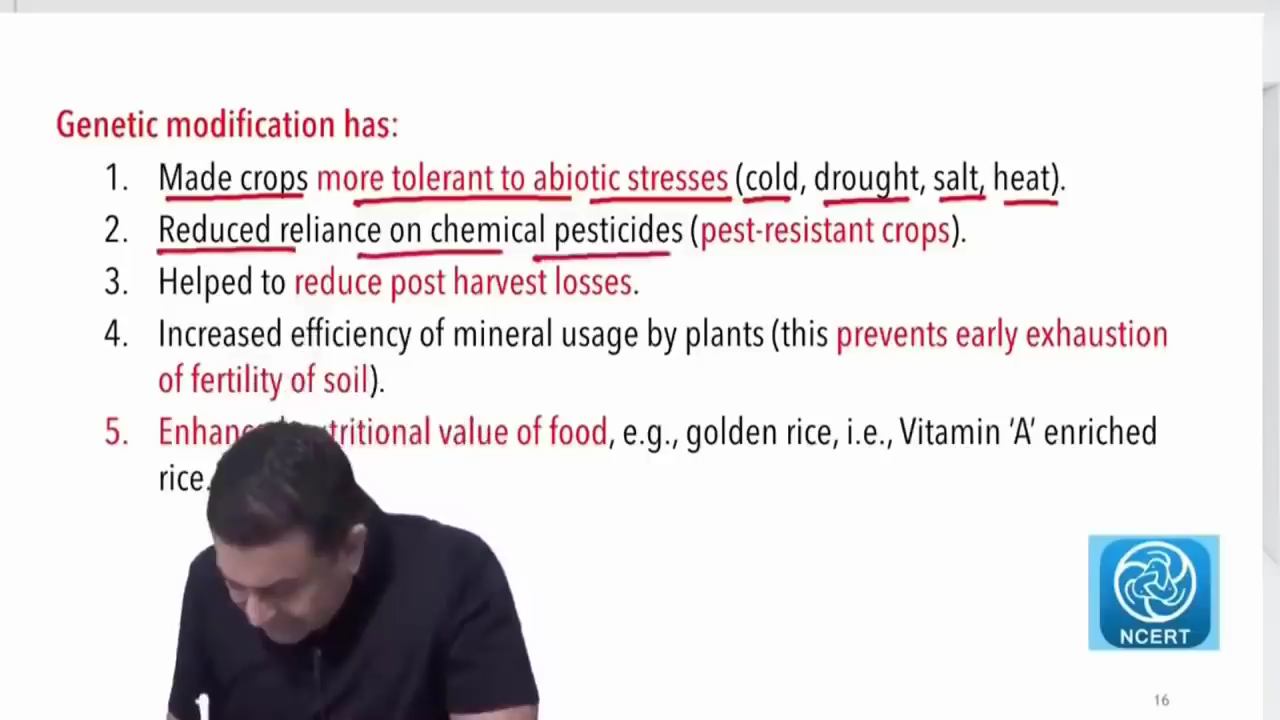 Genetic modification has:
1. Made crops more tolerant to abiotic stresses (cold, drought, salt, heat).
2. Reduced reliance on chemical pesticides (pest-resistant crops).
3. Helped to reduce post harvest losses.
4. Increased efficiency of mineral usage by plants (this prevents early exhaustion
of fertility of soil).
5. nutritional value of food, e.g., golden rice, i.e., Vitamin ‘A’ enriched
rice.
NCERT
16